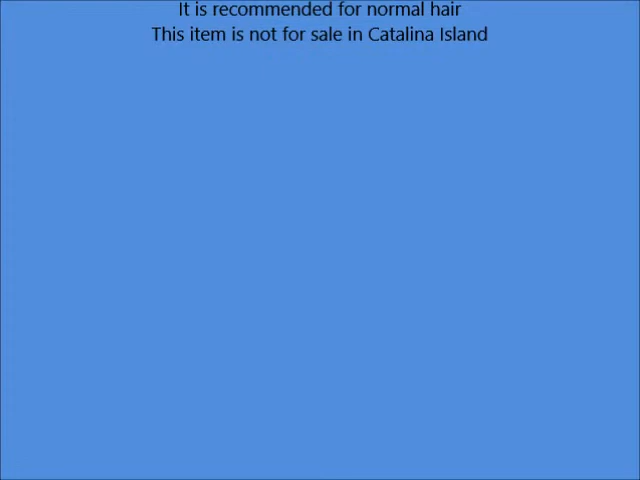 It is recommended for normal hair
This item is not for sale in Catalina Island